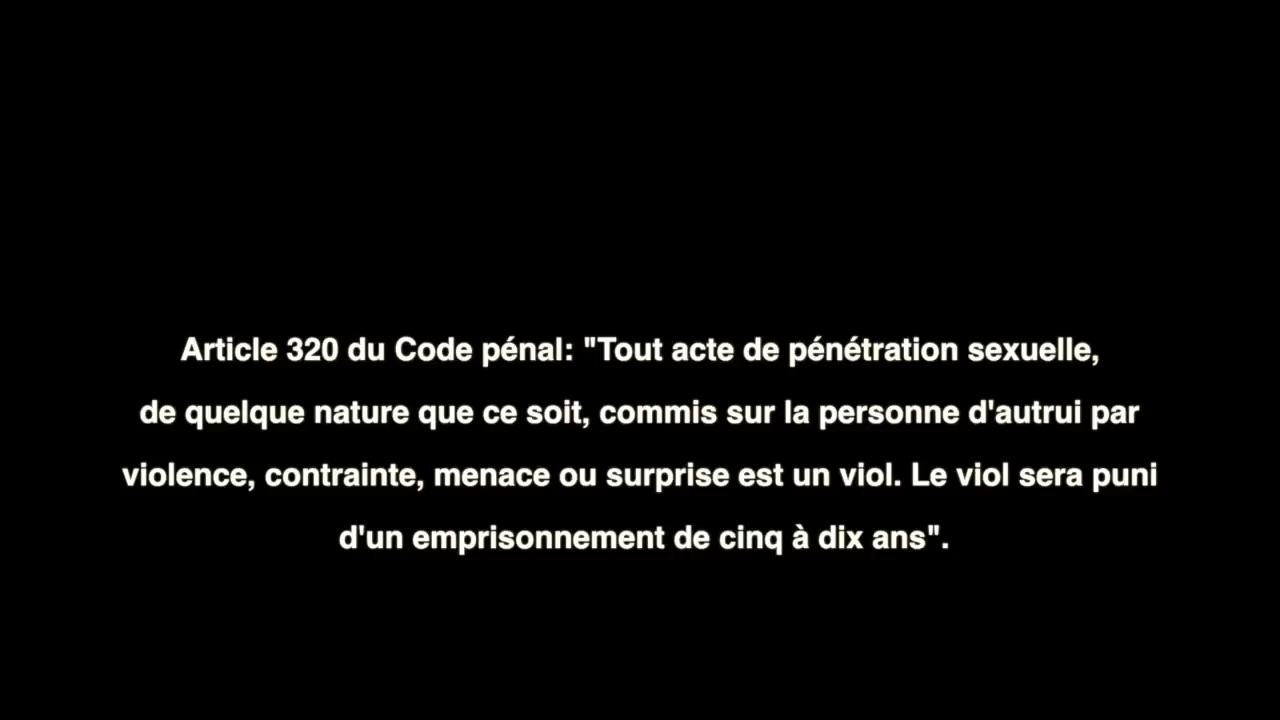 Article 320 du Code pénal: "Tout acte de pénétration sexuelle,
de quelque nature que ce soit, commis sur la personne d'autrui par
violence, contrainte, menace ou surprise est un viol. Le viol sera puni
d'un emprisonnement de cinq à dix ans".